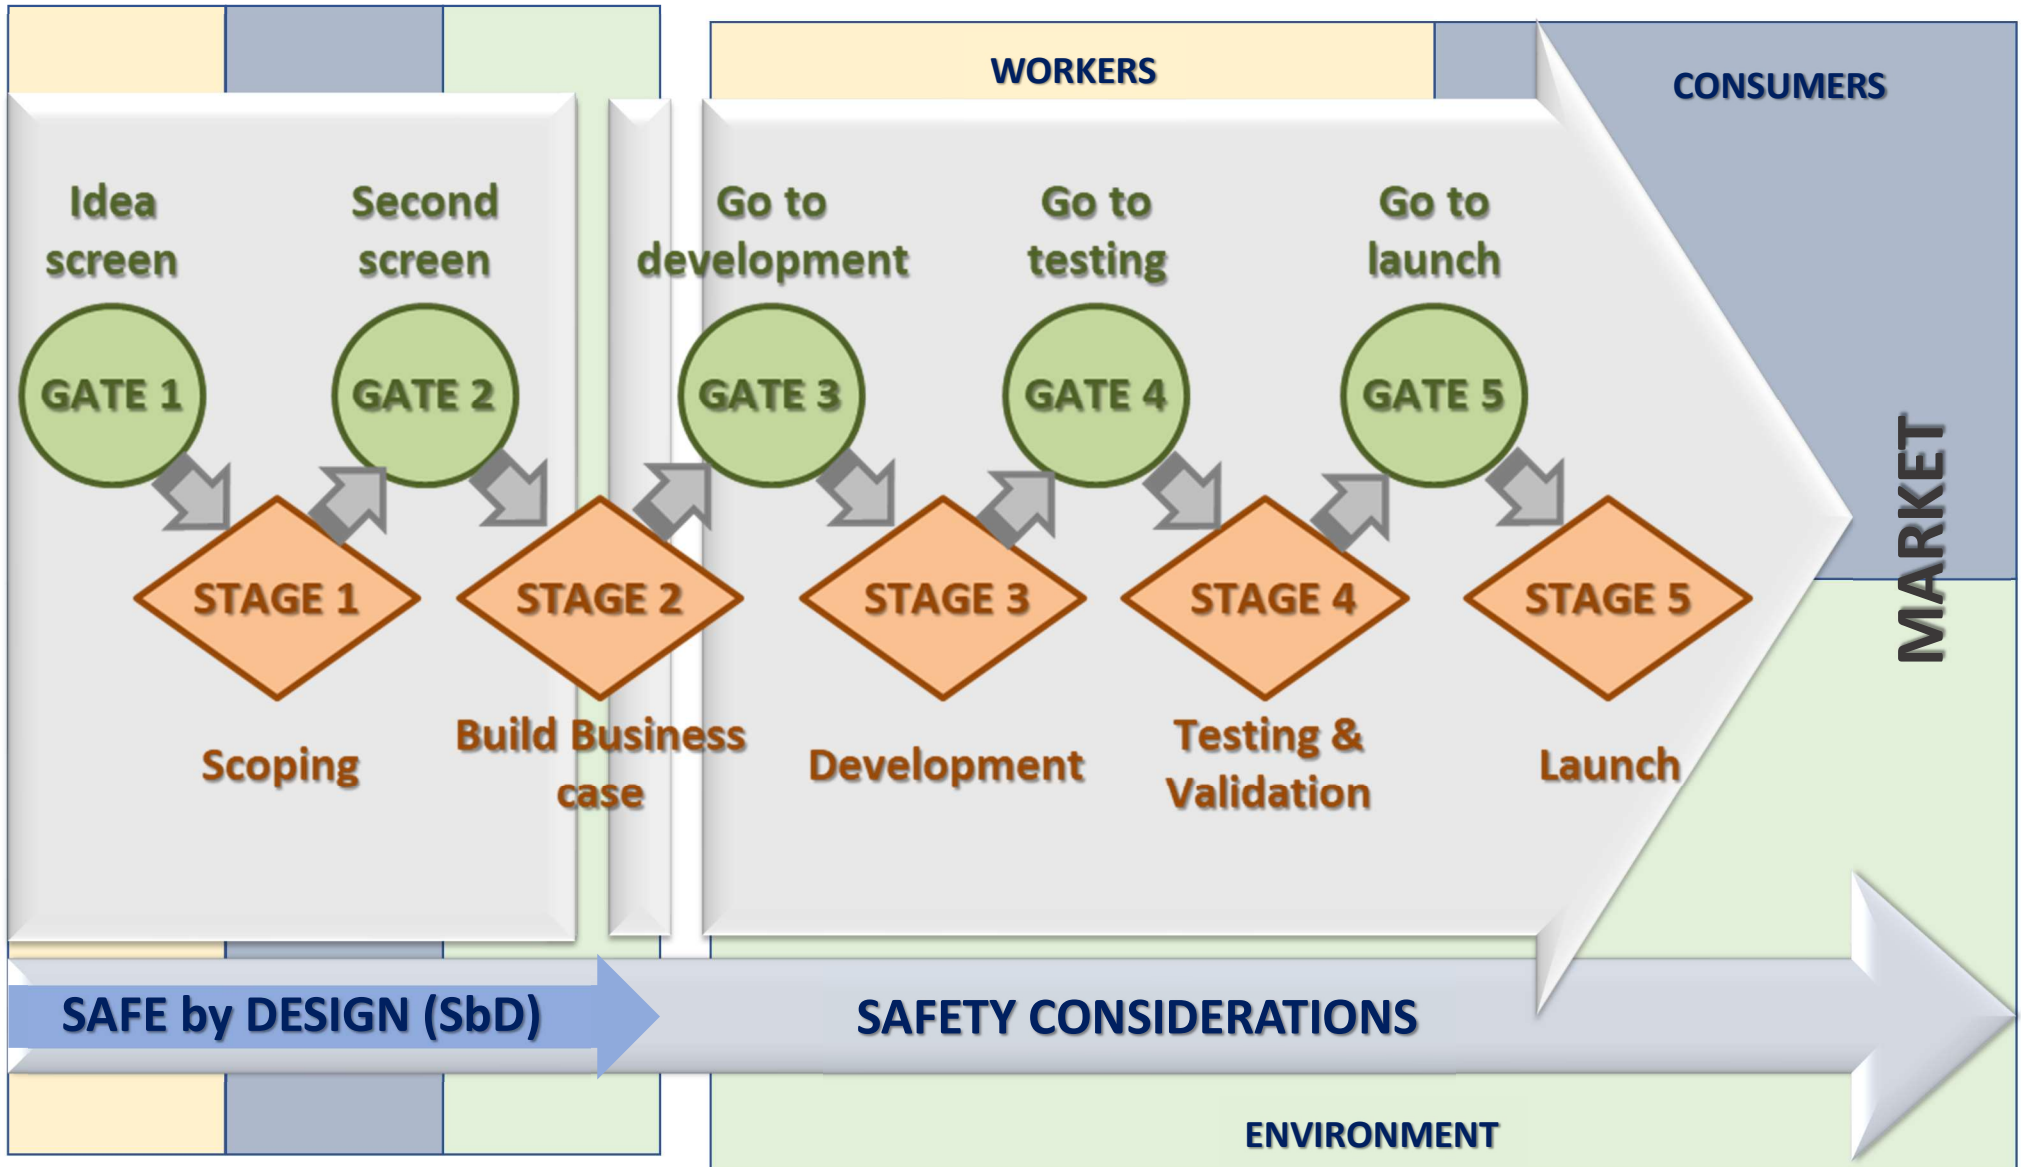 WORKERS
CONSUMERS
Idea
screen
Second
screen
Go to
development
Go to
testing
Go to
launch
GATE 1
GATE 2
GATE 3
GATE 4
GATE 5
MARKET
STAGE 1
STAGE 2
STAGE 3
STAGE 4
STAGE 5
Scoping
Build Business
case
Development
Testing &
Validation
Launch
SAFE by DESIGN (SbD)
SAFETY CONSIDERATIONS
ENVIRONMENT